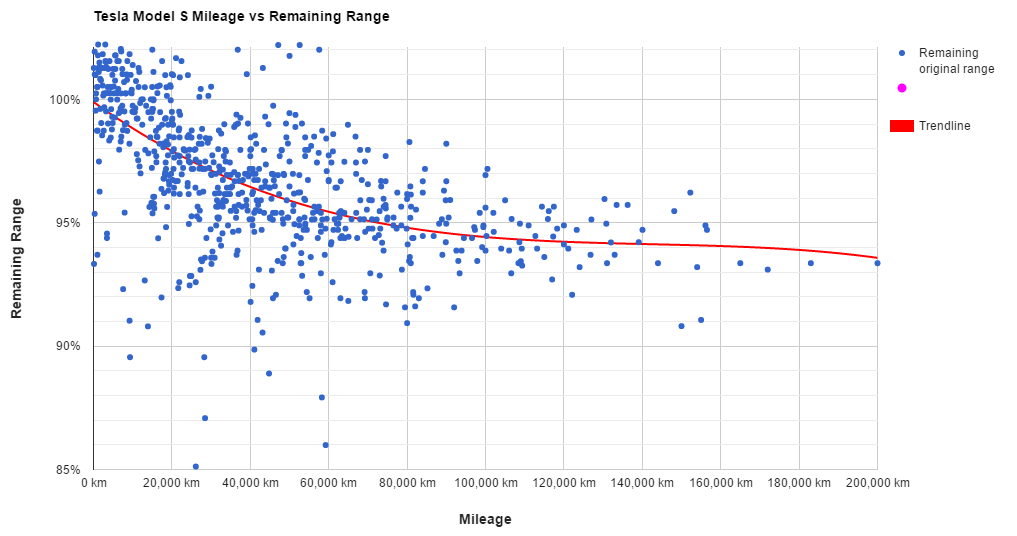 Tesla Model S Mileage vs Remaining Range
Remaining
original range
Trendline
100%
95%
90%
85%
Remaining Range
0 km
20,000 km
40,000 km
60,000 km
80,000 km
100,000 km
120,000 km
140,000 km
160,000 km
180,000 km
200,000 km
Mileage